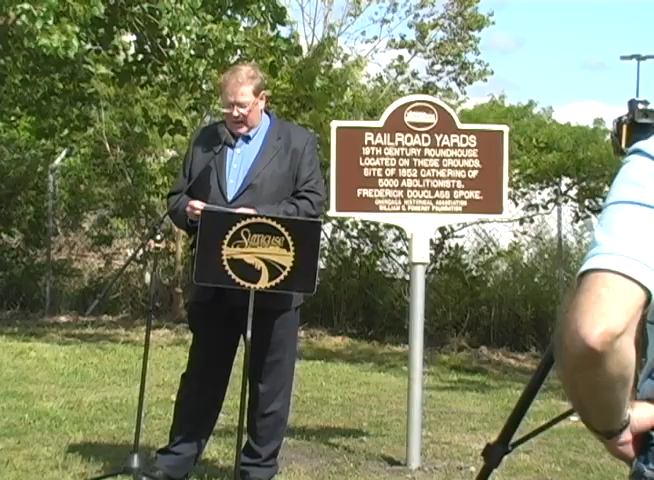 RAILROAD YARDS
19TH CENTURY ROUNDHOUSE
LOCATED ON THESE GROUNDS.
SITE OF 1852 GATHERING OF
5000 ABOLITIONISTS.
FREDERICK DOUGLASS SPOKE.
ONONDAGA HISTORICAL ASSOCIATION
WILLIAM G. POMEROY FOUNDATION
Syracuse